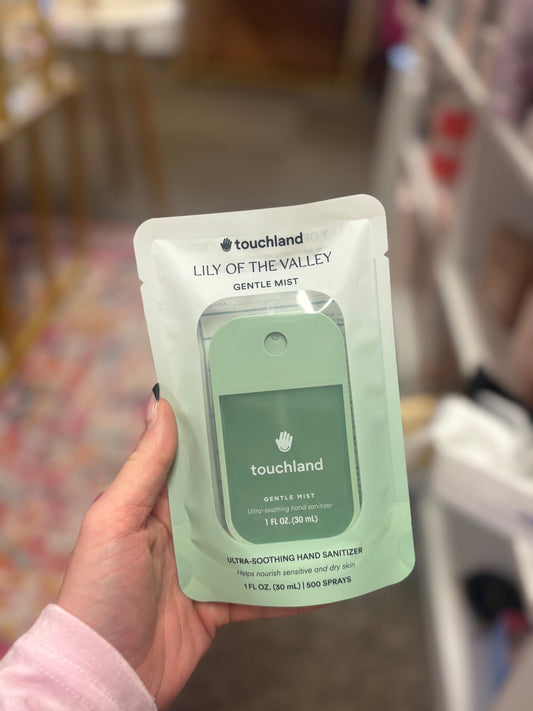 touchland
LILY OF THE VALLEY
GENTLE MIST
touchland
GENTLE MIST
Ultra-soothing hand sanitizer
1 FL OZ. (30 mL)
ULTRA-SOOTHING HAND SANITIZER
Helps nourish sensitive and dry skin
1 FL OZ. (30 mL) | 500 SPRAYS